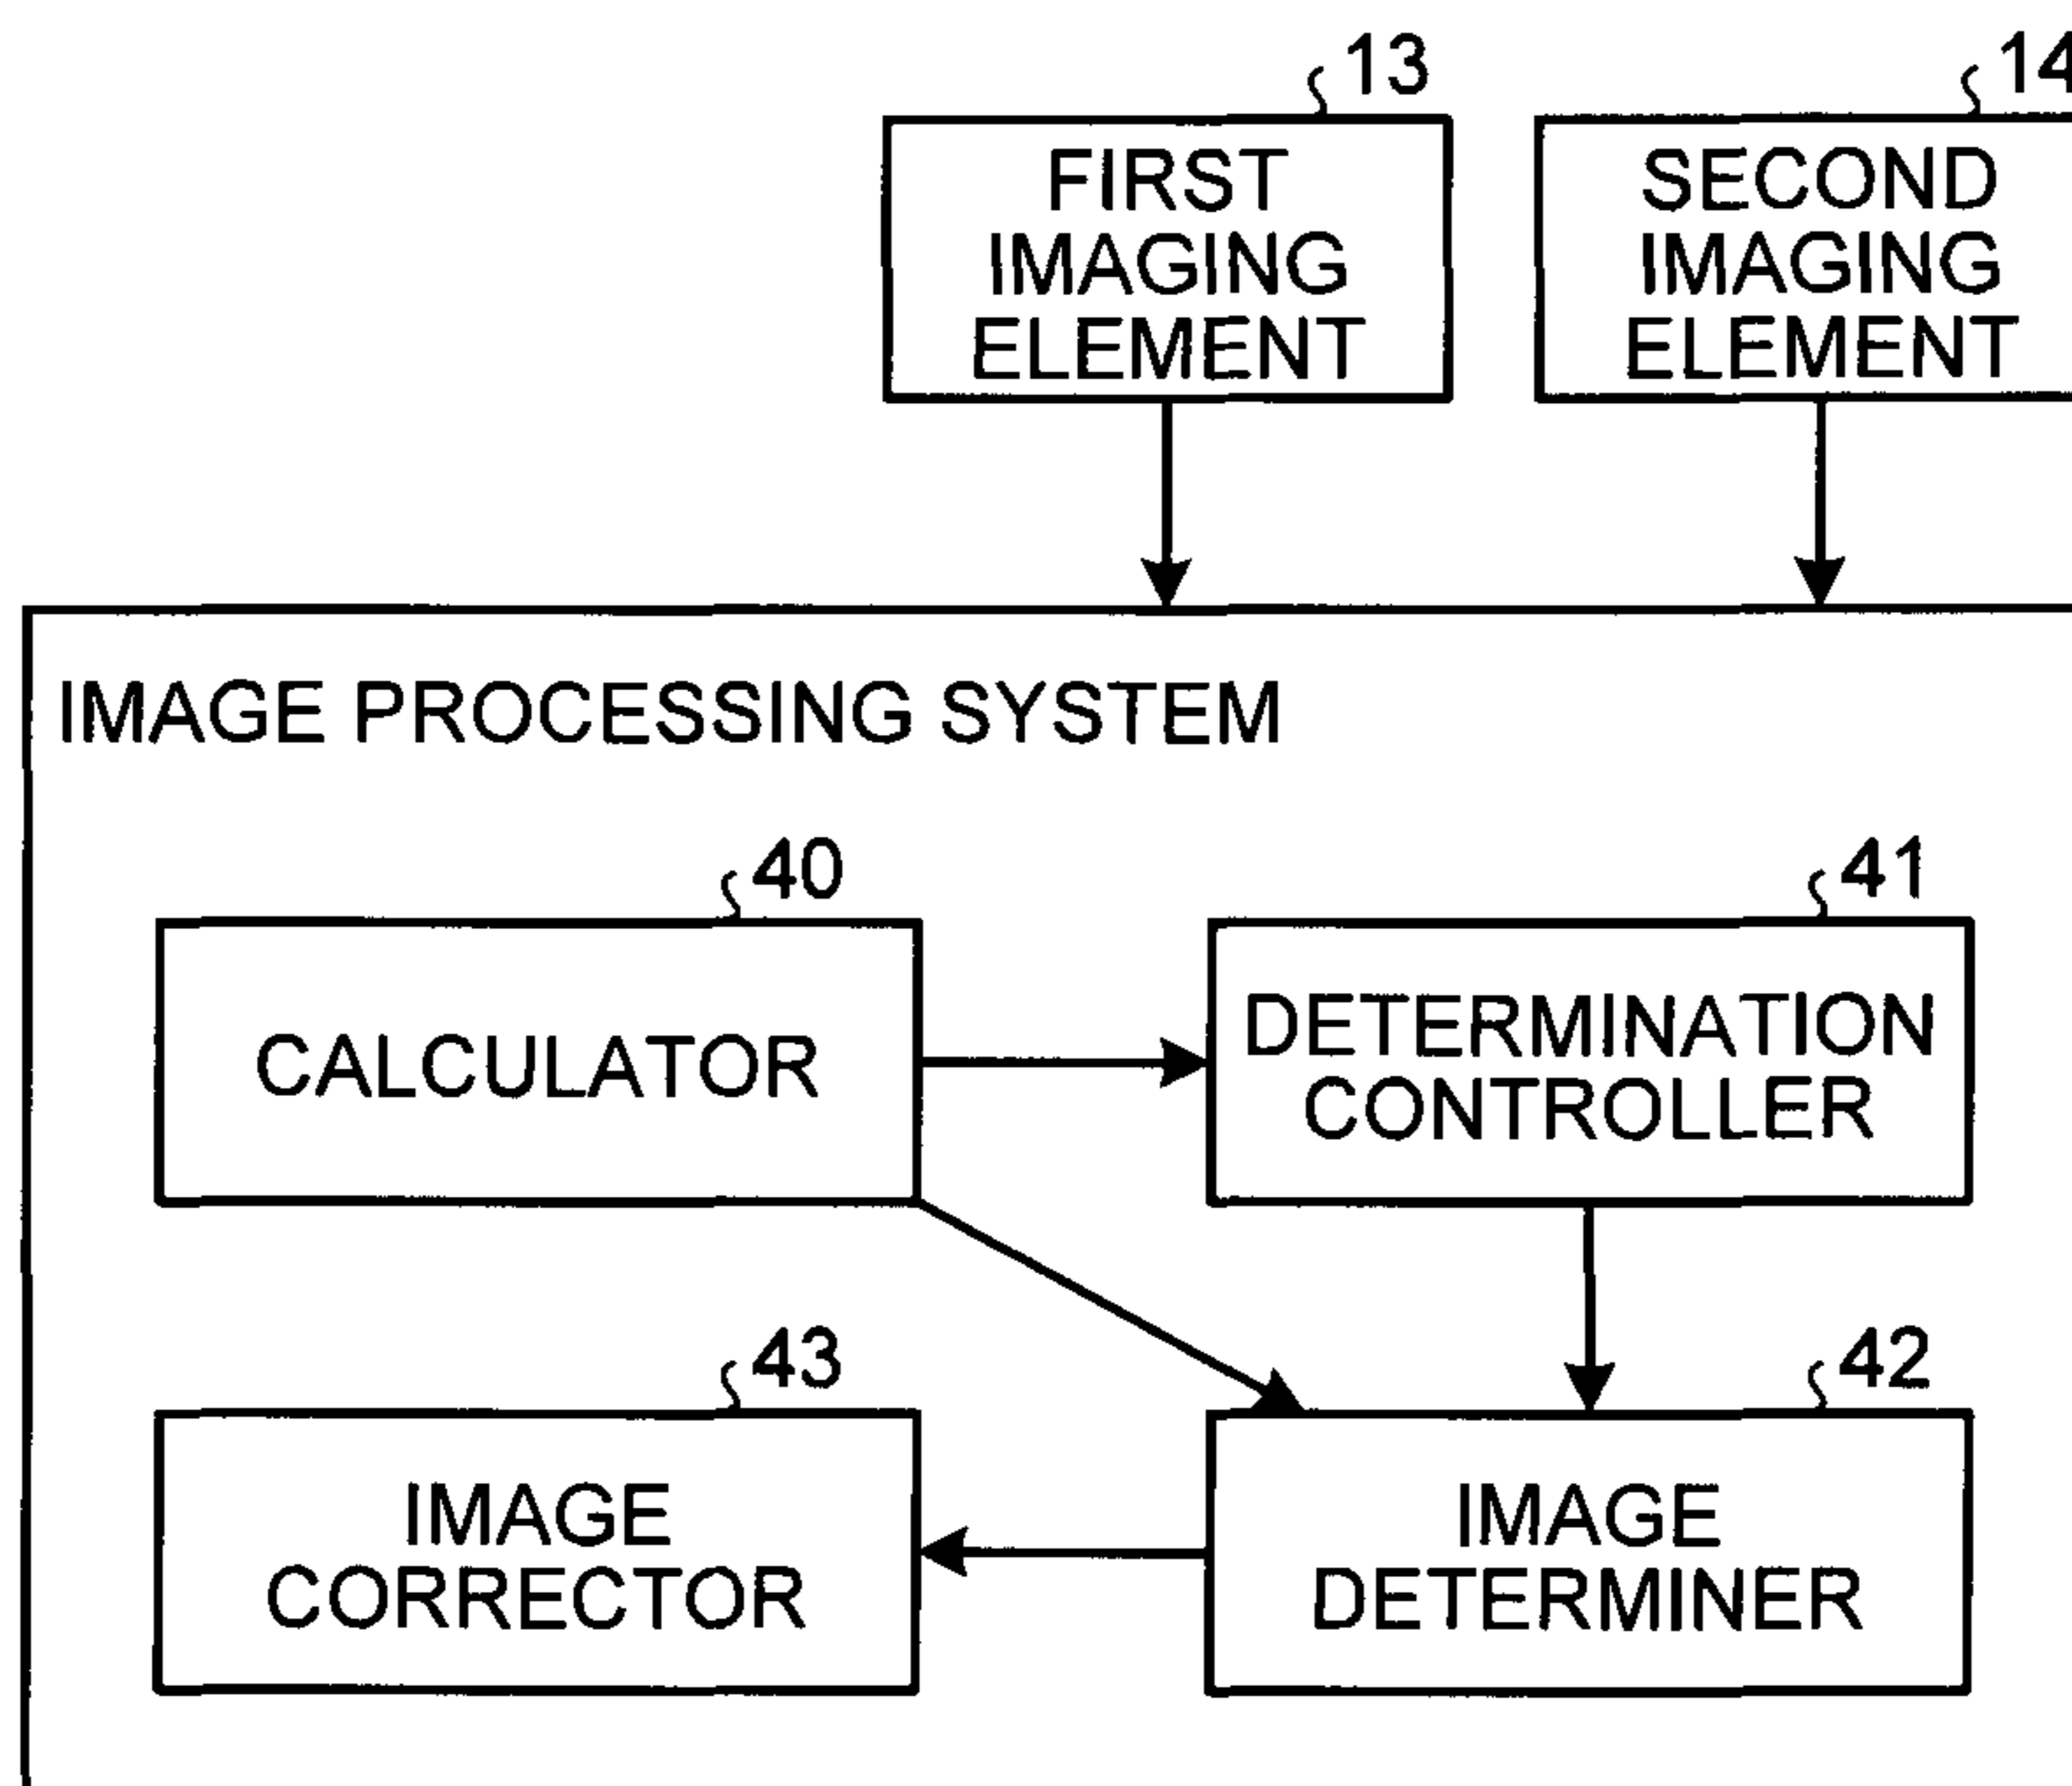 13
14
FIRST
IMAGING
ELEMENT
SECOND
IMAGING
ELEMENT
IMAGE PROCESSING SYSTEM
40
41
CALCULATOR
DETERMINATION
CONTROLLER
43
42
IMAGE
CORRECTOR
IMAGE
DETERMINER